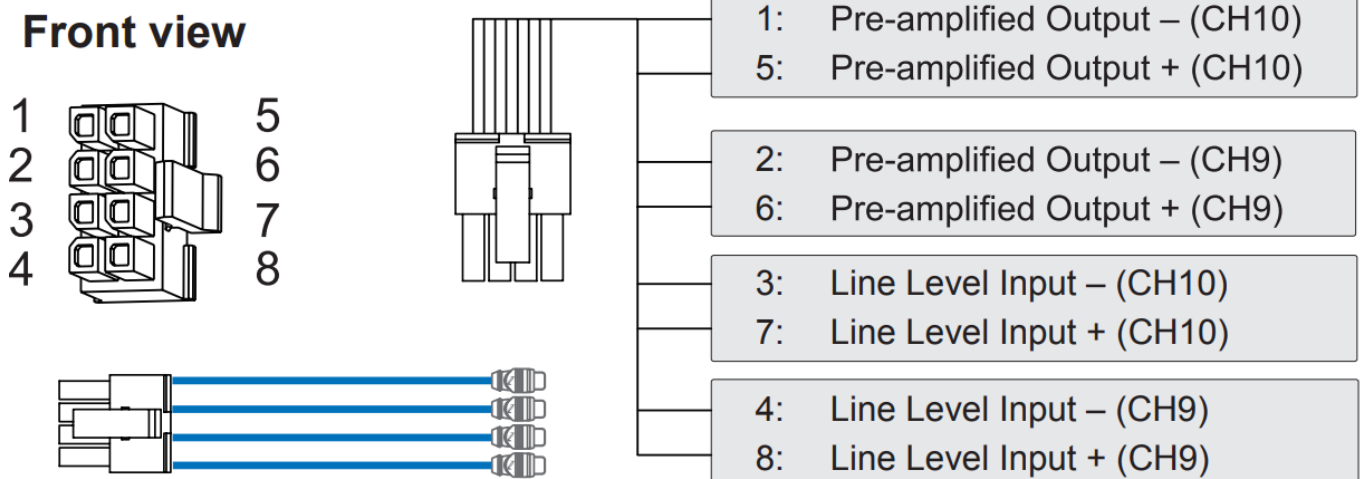 Front view
1
2
3
4
5
6
7
8
1: Pre-amplified Output – (CH10)
5: Pre-amplified Output + (CH10)
2: Pre-amplified Output – (CH9)
6: Pre-amplified Output + (CH9)
3: Line Level Input – (CH10)
7: Line Level Input + (CH10)
4: Line Level Input – (CH9)
8: Line Level Input + (CH9)